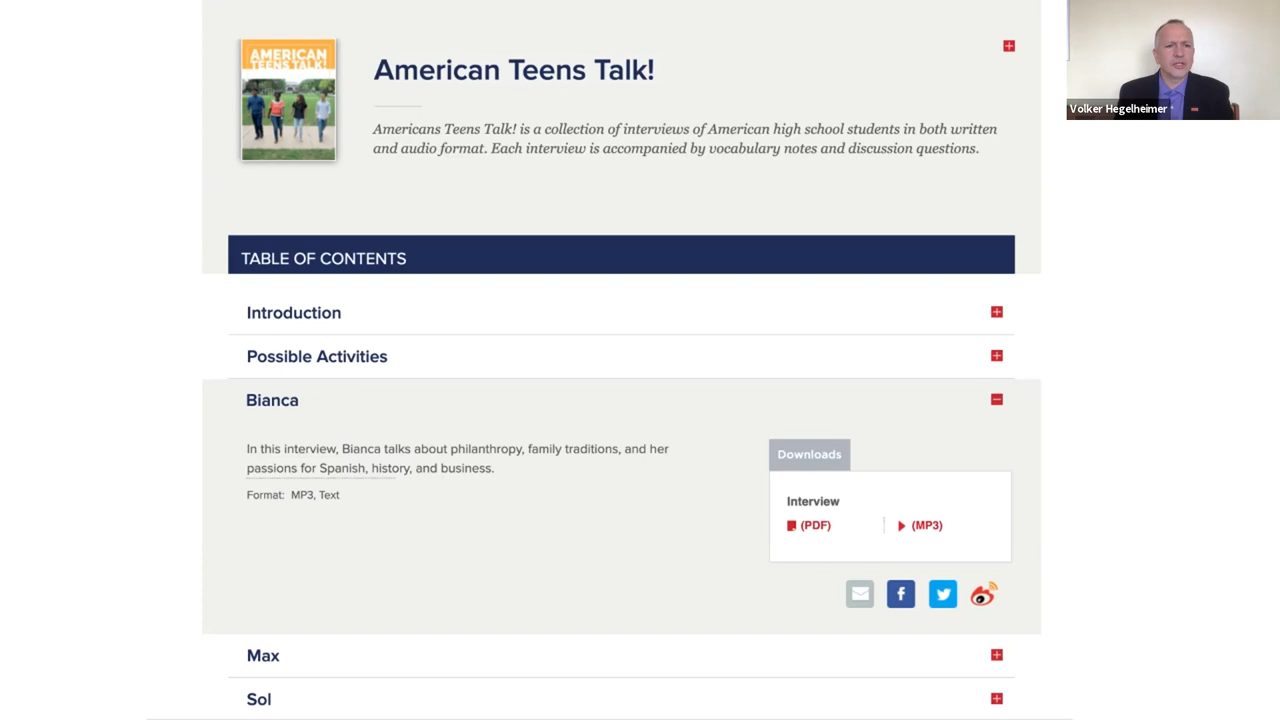 AMERICAN
TEENS TALK!
American Teens Talk!
Americans Teens Talk! is a collection of interviews of American high school students in both written
and audio format. Each interview is accompanied by vocabulary notes and discussion questions.
Volker Hegelheimer
TABLE OF CONTENTS
Introduction
Possible Activities
Bianca
In this interview, Bianca talks about philanthropy, family traditions, and her
passions for Spanish, history, and business.
Format: MP3, Text
Downloads
Interview
(PDF)
(MP3)
Max
Sol